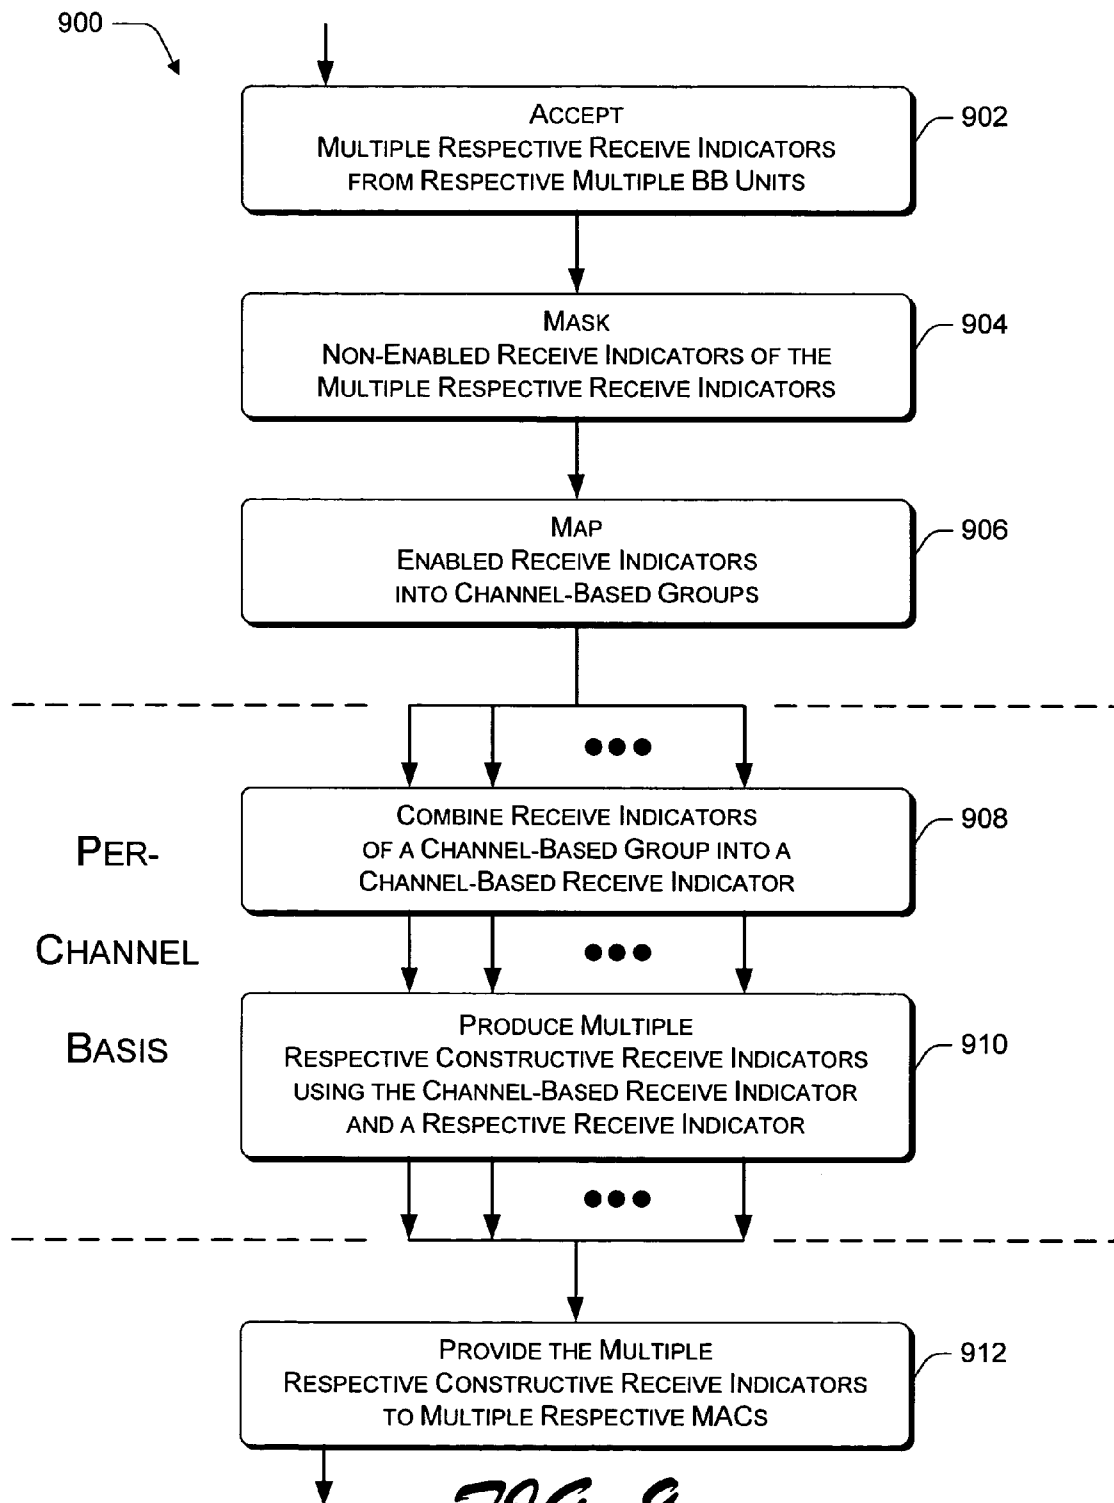 900
ACCEPT
MULTIPLE RESPECTIVE RECEIVE INDICATORS
FROM RESPECTIVE MULTIPLE BB UNITS
902
MASK
NON-ENABLED RECEIVE INDICATORS OF THE
MULTIPLE RESPECTIVE RECEIVE INDICATORS
904
MAP
ENABLED RECEIVE INDICATORS
INTO CHANNEL-BASED GROUPS
906
PER-
CHANNEL
BASIS
COMBINE RECEIVE INDICATORS
OF A CHANNEL-BASED GROUP INTO A
CHANNEL-BASED RECEIVE INDICATOR
908
PRODUCE MULTIPLE
RESPECTIVE CONSTRUCTIVE RECEIVE INDICATORS
USING THE CHANNEL-BASED RECEIVE INDICATOR
AND A RESPECTIVE RECEIVE INDICATOR
910
PROVIDE THE MULTIPLE
RESPECTIVE CONSTRUCTIVE RECEIVE INDICATORS
TO MULTIPLE RESPECTIVE MACS
912
FIG. 9